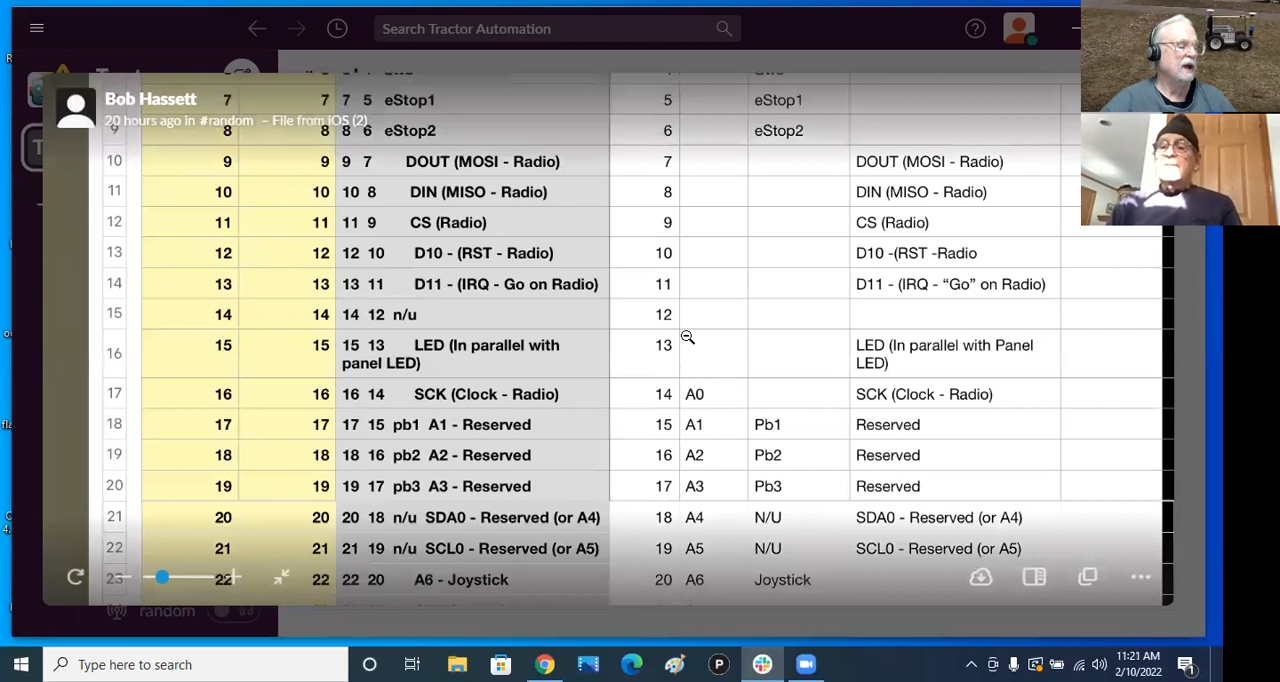 Search Tractor Automation
Bob Hassett
20 hours ago in #random – File from iOS (2)
7 7 7 5 eStop1 5 eStop1
9 8 8 8 6 eStop2 6 eStop2
10 9 9 9 7 DOUT (MOSI - Radio) 7 DOUT (MOSI - Radio)
11 10 10 10 8 DIN (MISO - Radio) 8 DIN (MISO - Radio)
12 11 11 11 9 CS (Radio) 9 CS (Radio)
13 12 12 12 10 D10 - (RST - Radio) 10 D10 -(RST -Radio
14 13 13 13 11 D11 - (IRQ - Go on Radio) 11 D11 - (IRQ - “Go” on Radio)
15 14 14 14 12 n/u 12
16 15 15 15 13 LED (In parallel with 13 LED (In parallel with Panel
panel LED) LED)
17 16 16 16 14 SCK (Clock - Radio) 14 A0 SCK (Clock - Radio)
18 17 17 17 15 pb1 A1 - Reserved 15 A1 Pb1 Reserved
19 18 18 18 16 pb2 A2 - Reserved 16 A2 Pb2 Reserved
20 19 19 19 17 pb3 A3 - Reserved 17 A3 Pb3 Reserved
21 20 20 20 18 n/u SDA0 - Reserved (or A4) 18 A4 N/U SDA0 - Reserved (or A4)
22 21 21 21 19 n/u SCL0 - Reserved (or A5) 19 A5 N/U SCL0 - Reserved (or A5)
23 22 22 22 20 A6 - Joystick 20 A6 Joystick
random
Type here to search
11:21 AM
2/10/2022